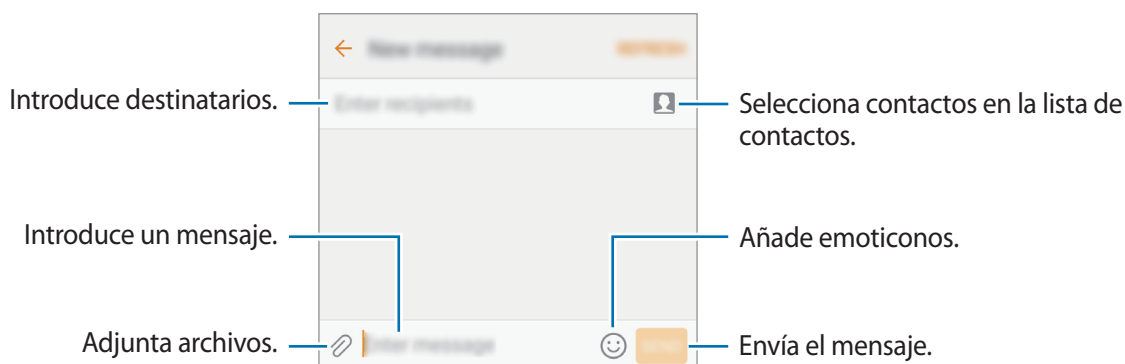 New message
REFRESH
Introduce destinatarios.
Enter recipients
Selecciona contactos en la lista de
contactos.
Introduce un mensaje.
Añade emoticonos.
Adjunta archivos.
Enter message
Envía el mensaje.